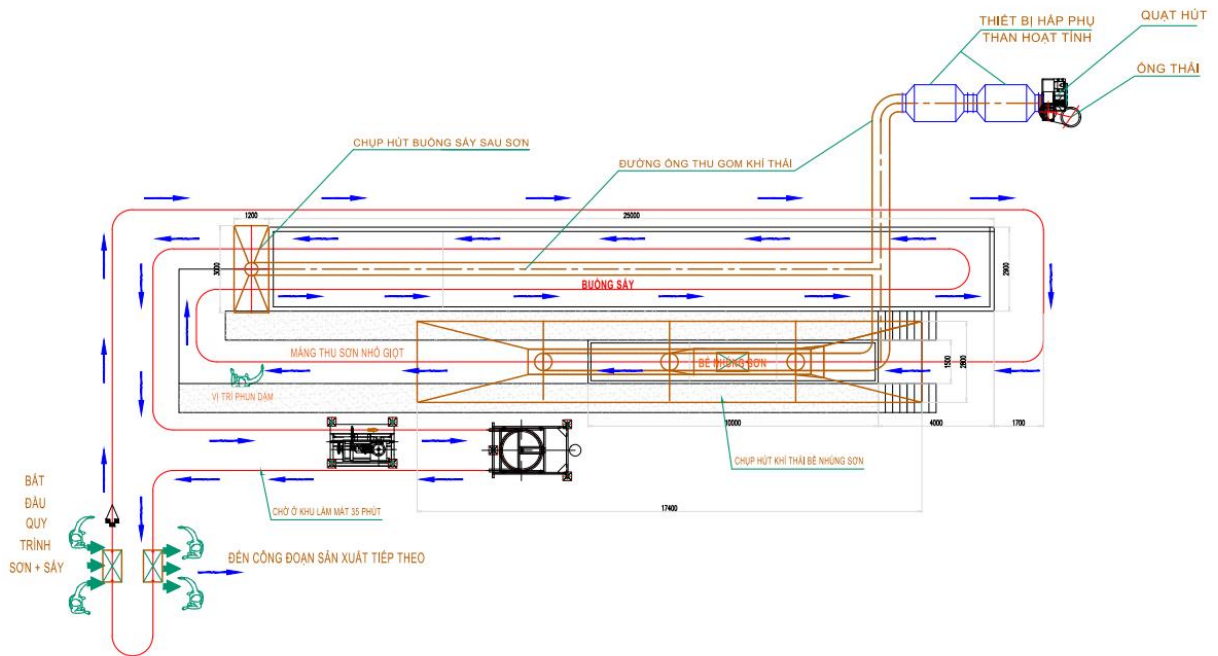 THIẾT BỊ HẤP PHỤ
THAN HOẠT TÍNH
QUẠT HÚT
ỐNG THẢI
CHỤP HÚT BUỒNG SẤY SAU SƠN
ĐƯỜNG ỐNG THU GOM KHÍ THẢI
1200
25000
3000
2900
BUỒNG SẤY
MÁNG THU SƠN NHỎ GIỌT
BỂ NHÚNG SƠN
1500
2800
VỊ TRÍ PHUN DẶM
10000
4000
1700
CHỤP HÚT KHÍ THẢI BỂ NHÚNG SƠN
CHỜ Ở KHU LÀM MÁT 35 PHÚT
17400
BẮT
ĐẦU
QUY
TRÌNH
SƠN + SẤY
ĐẾN CÔNG ĐOẠN SẢN XUẤT TIẾP THEO